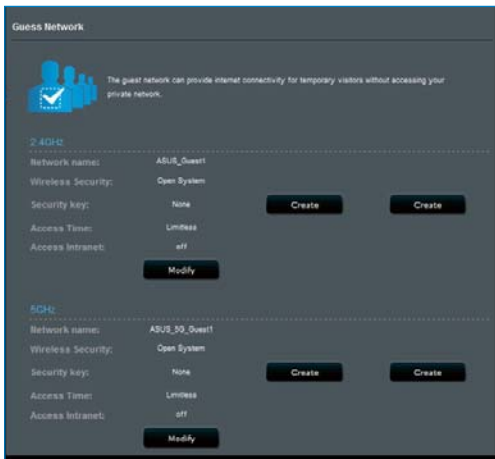 Guess Network
The guest network can provide internet connectivity for temporary visitors without accessing your
private network.
2.4GHz
Network name: ASUS_Guest1
Wireless Security: Open System
Security key: None Create Create
Access Time: Limitless
Access Intranet: off
Modify
5GHz
Network name: ASUS_5G_Guest1
Wireless Security: Open System
Security key: None Create Create
Access Time: Limitless
Access Intranet: off
Modify